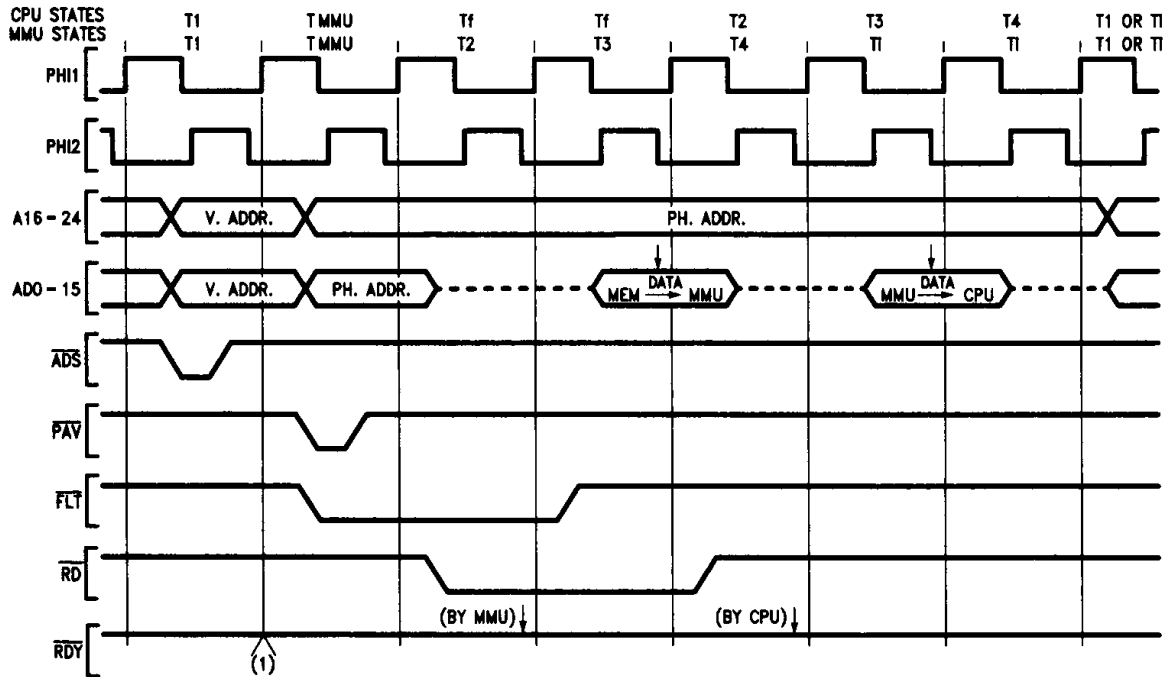 CPU STATES T1 T MMU Tf Tf T2 T3 T4 T1 OR TI
MMU STATES T1 T MMU T2 T3 T4 TI TI T1 OR TI
PHI1
PHI2
A16-24 V. ADDR. PH. ADDR.
AD0-15 V. ADDR. PH. ADDR. DATA MEM → MMU DATA MMU → CPU
ADS
PAV
FLT
RD
(BY MMU) (BY CPU)
RDY
(1)